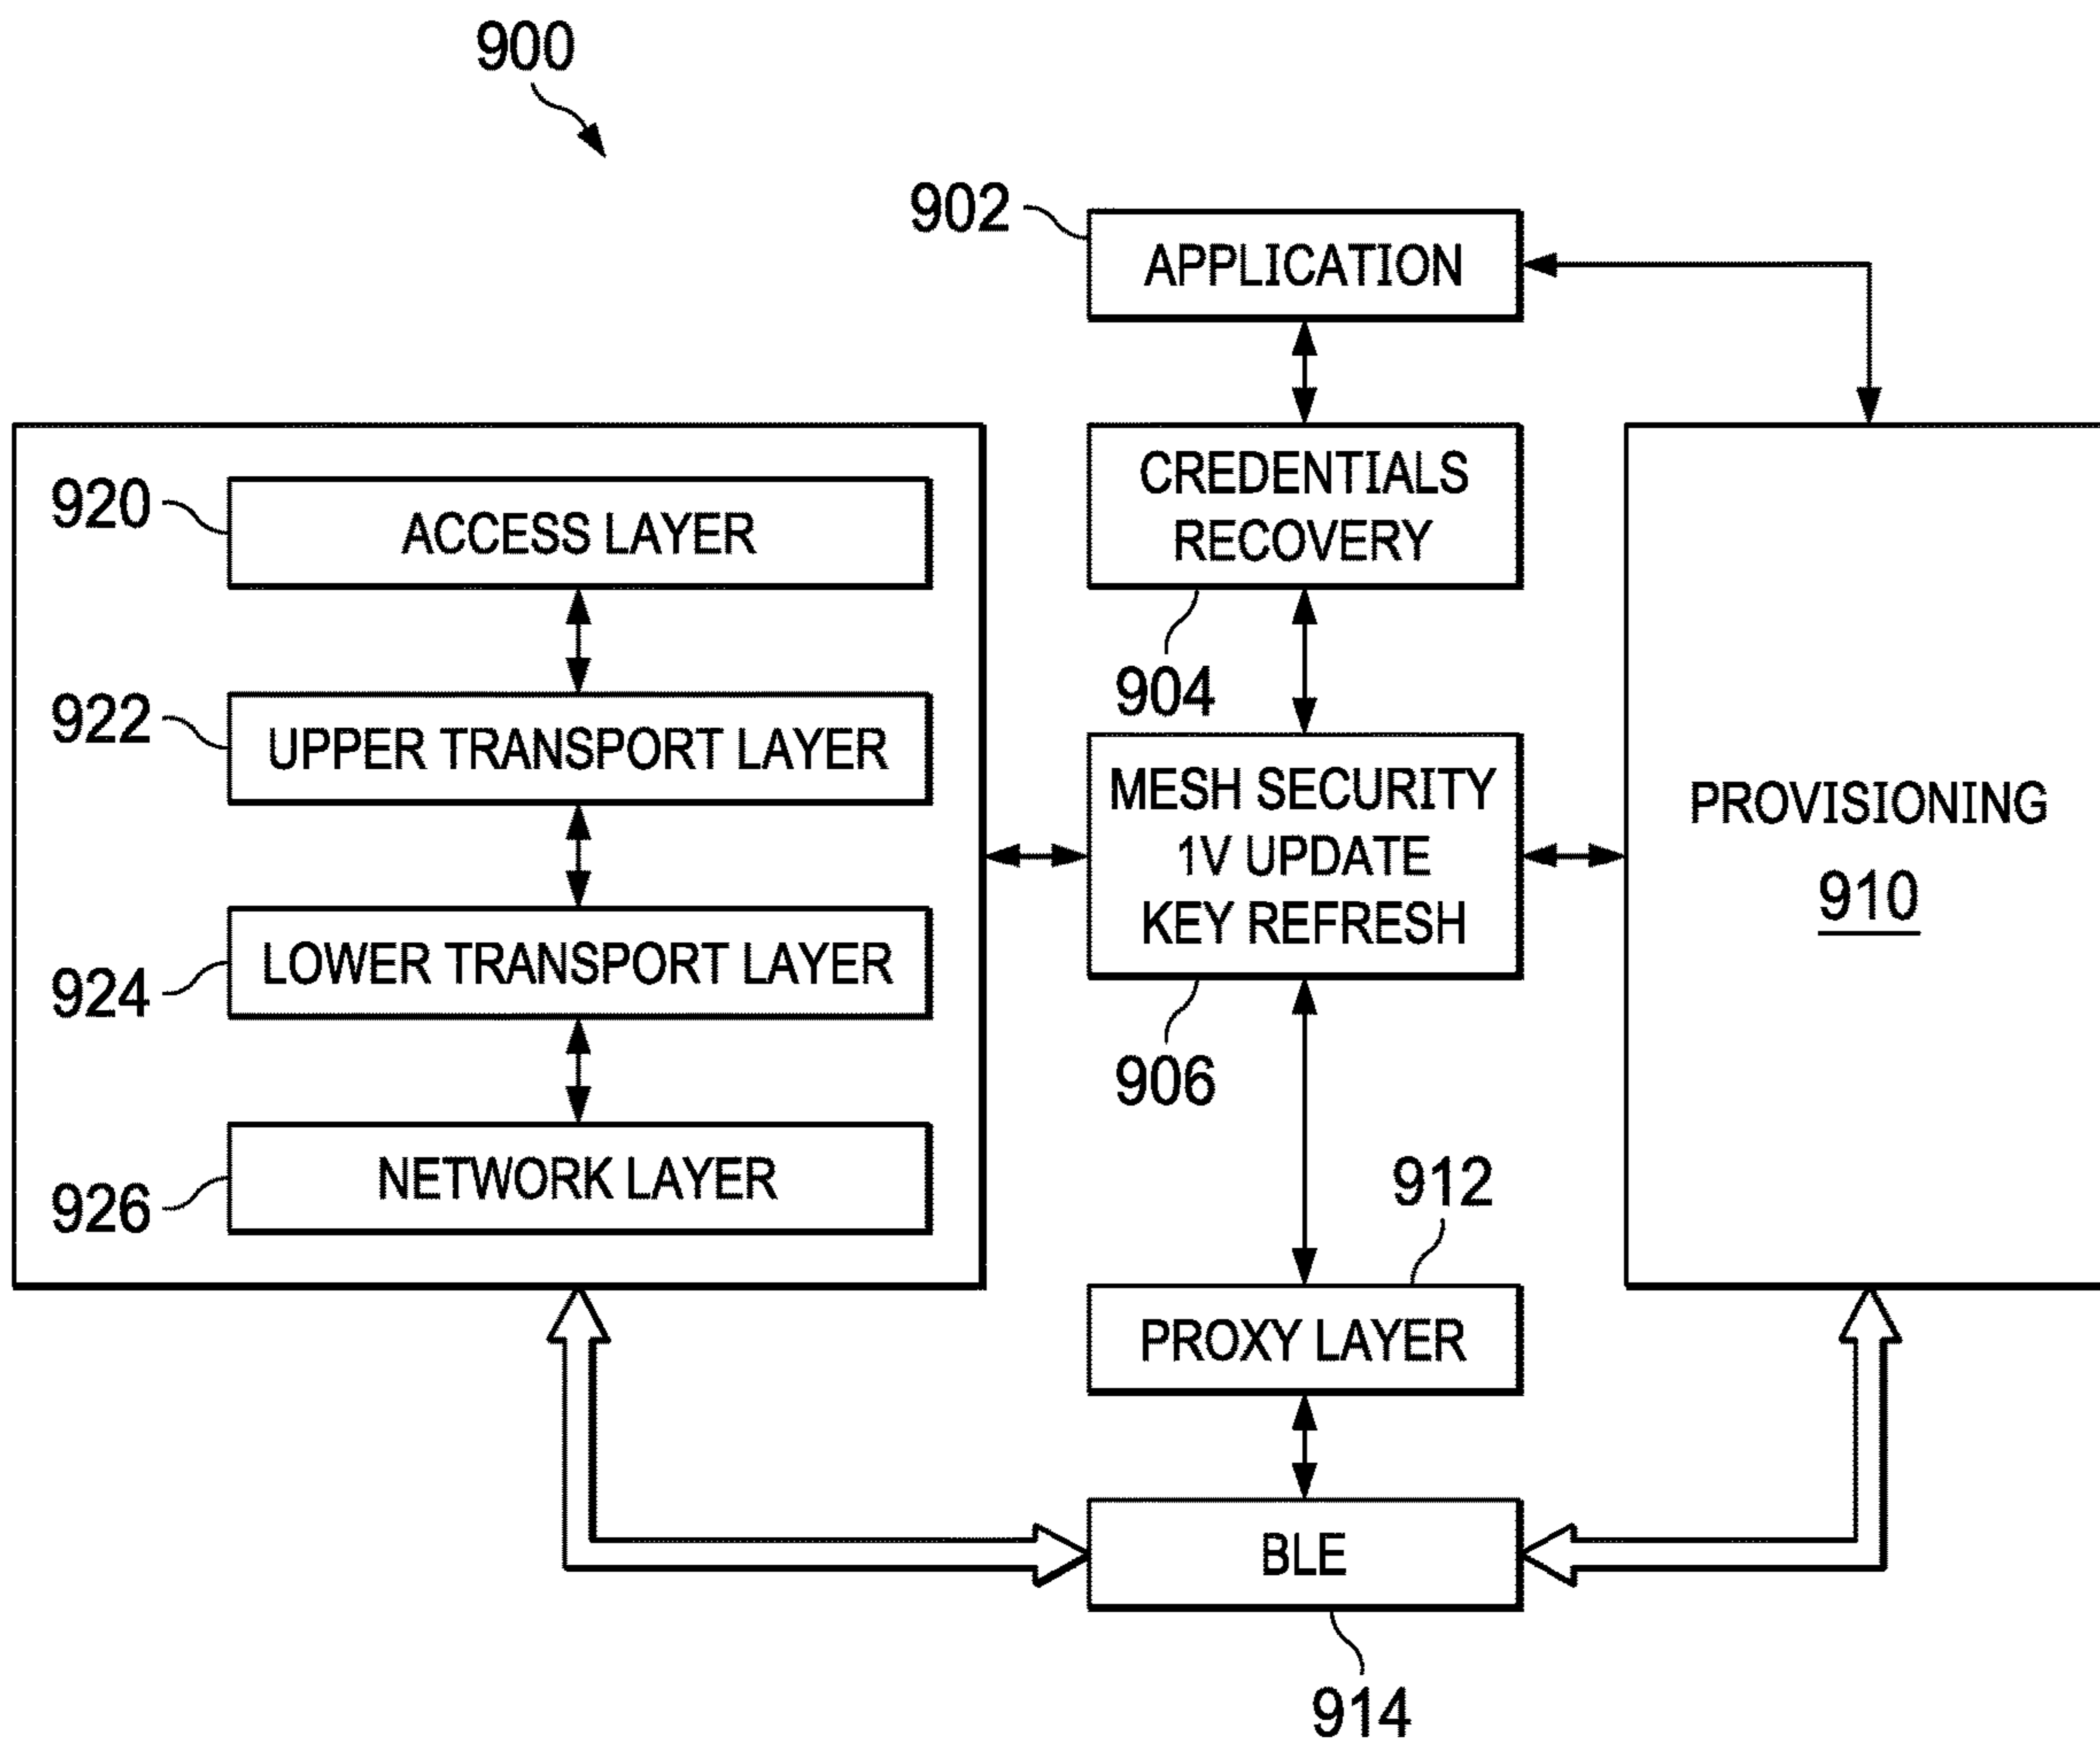 900
902
APPLICATION
920
ACCESS LAYER
CREDENTIALS
RECOVERY
904
922
UPPER TRANSPORT LAYER
MESH SECURITY
1V UPDATE
KEY REFRESH
906
PROVISIONING
910
924
LOWER TRANSPORT LAYER
926
NETWORK LAYER
912
PROXY LAYER
BLE
914